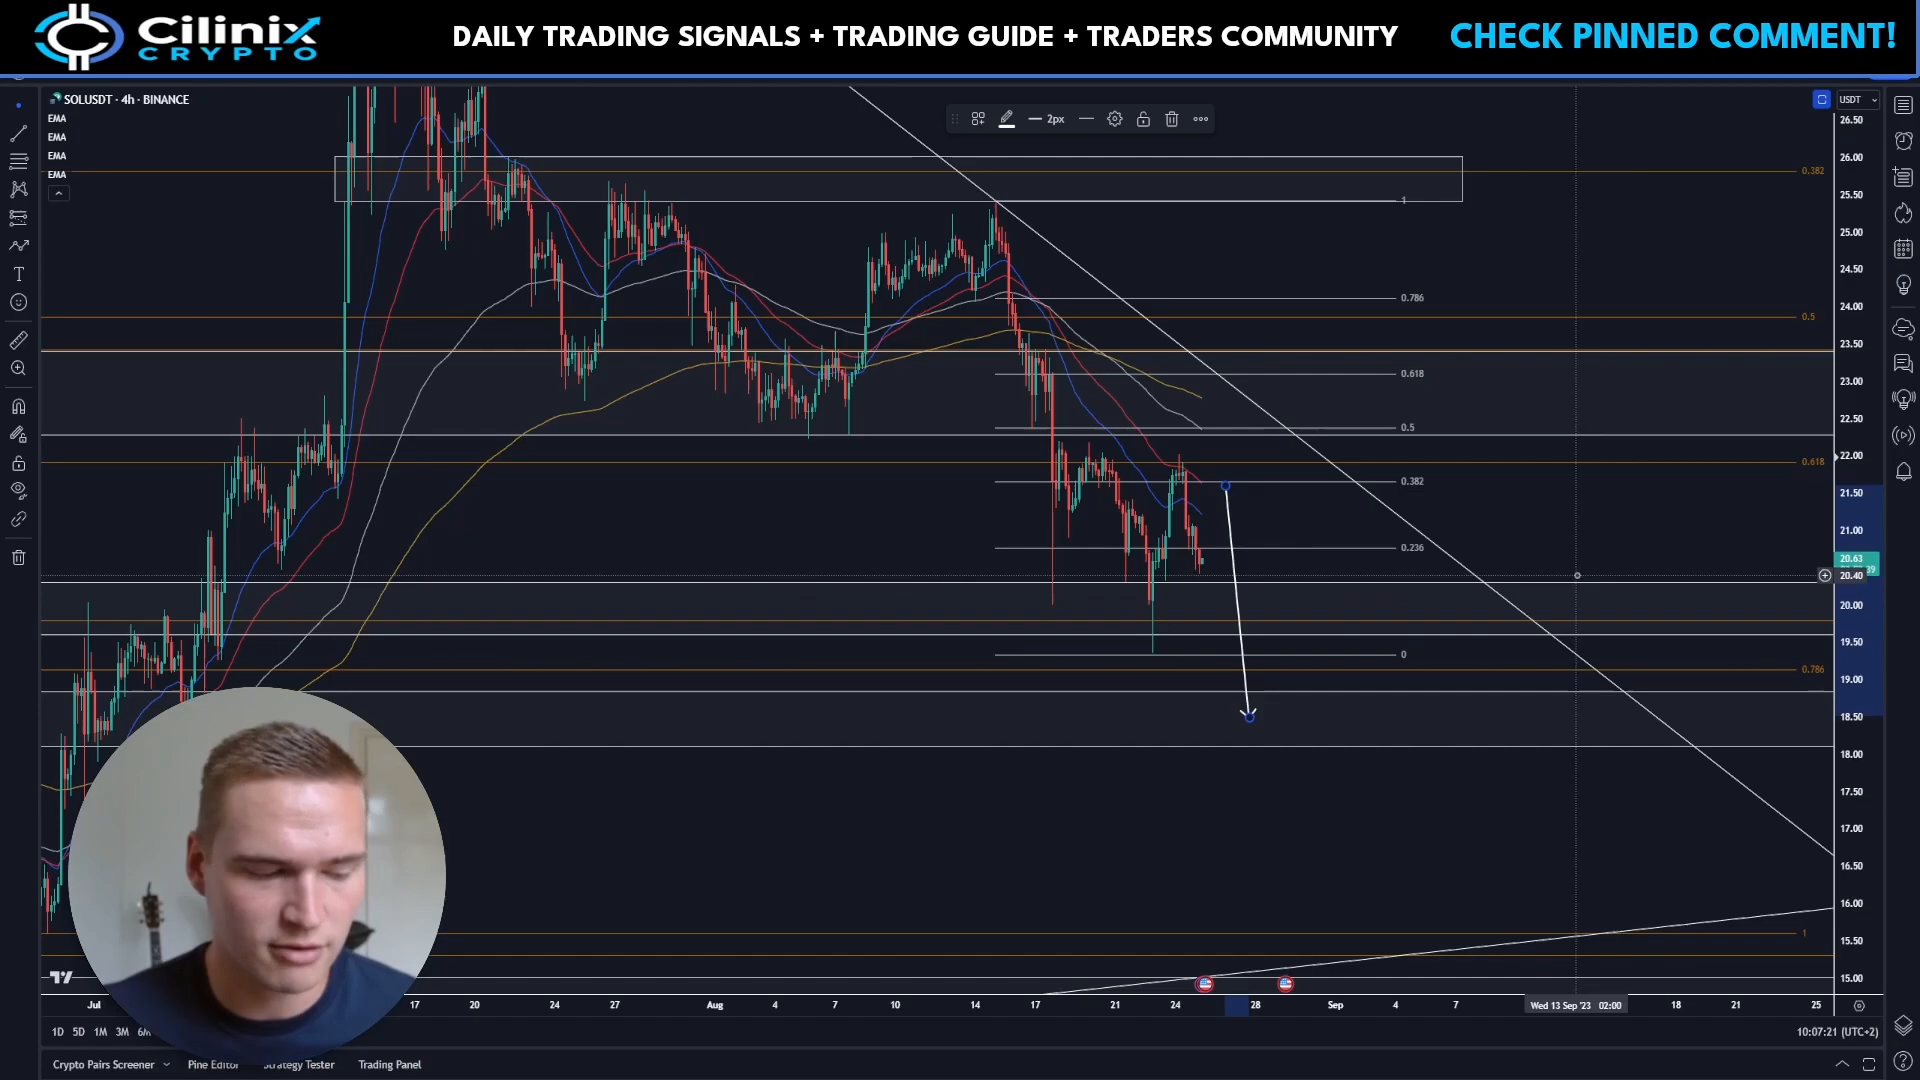 Cilinix
CRYPTO
DAILY TRADING SIGNALS + TRADING GUIDE + TRADERS COMMUNITY
CHECK PINNED COMMENT!
SOLUSDT · 4h · BINANCE
EMA
EMA
EMA
EMA
2px
USDT
26.50
26.00
25.50
25.00
24.50
24.00
23.50
23.00
22.50
22.00
21.50
21.00
20.63
39
20.40
20.00
19.50
19.00
18.50
18.00
17.50
17.00
16.50
16.00
15.50
15.00
0.382
0.5
0.618
0.786
1
1
0.786
0.618
0.5
0.382
0.236
0
Jul
17
20
24
27
Aug
4
7
10
14
17
21
24
28
Sep
4
7
Wed 13 Sep '23 02:00
18
21
25
1D 5D 1M 3M 6M
10:07:21 (UTC+2)
Crypto Pairs Screener
Pine Editor
Strategy Tester
Trading Panel